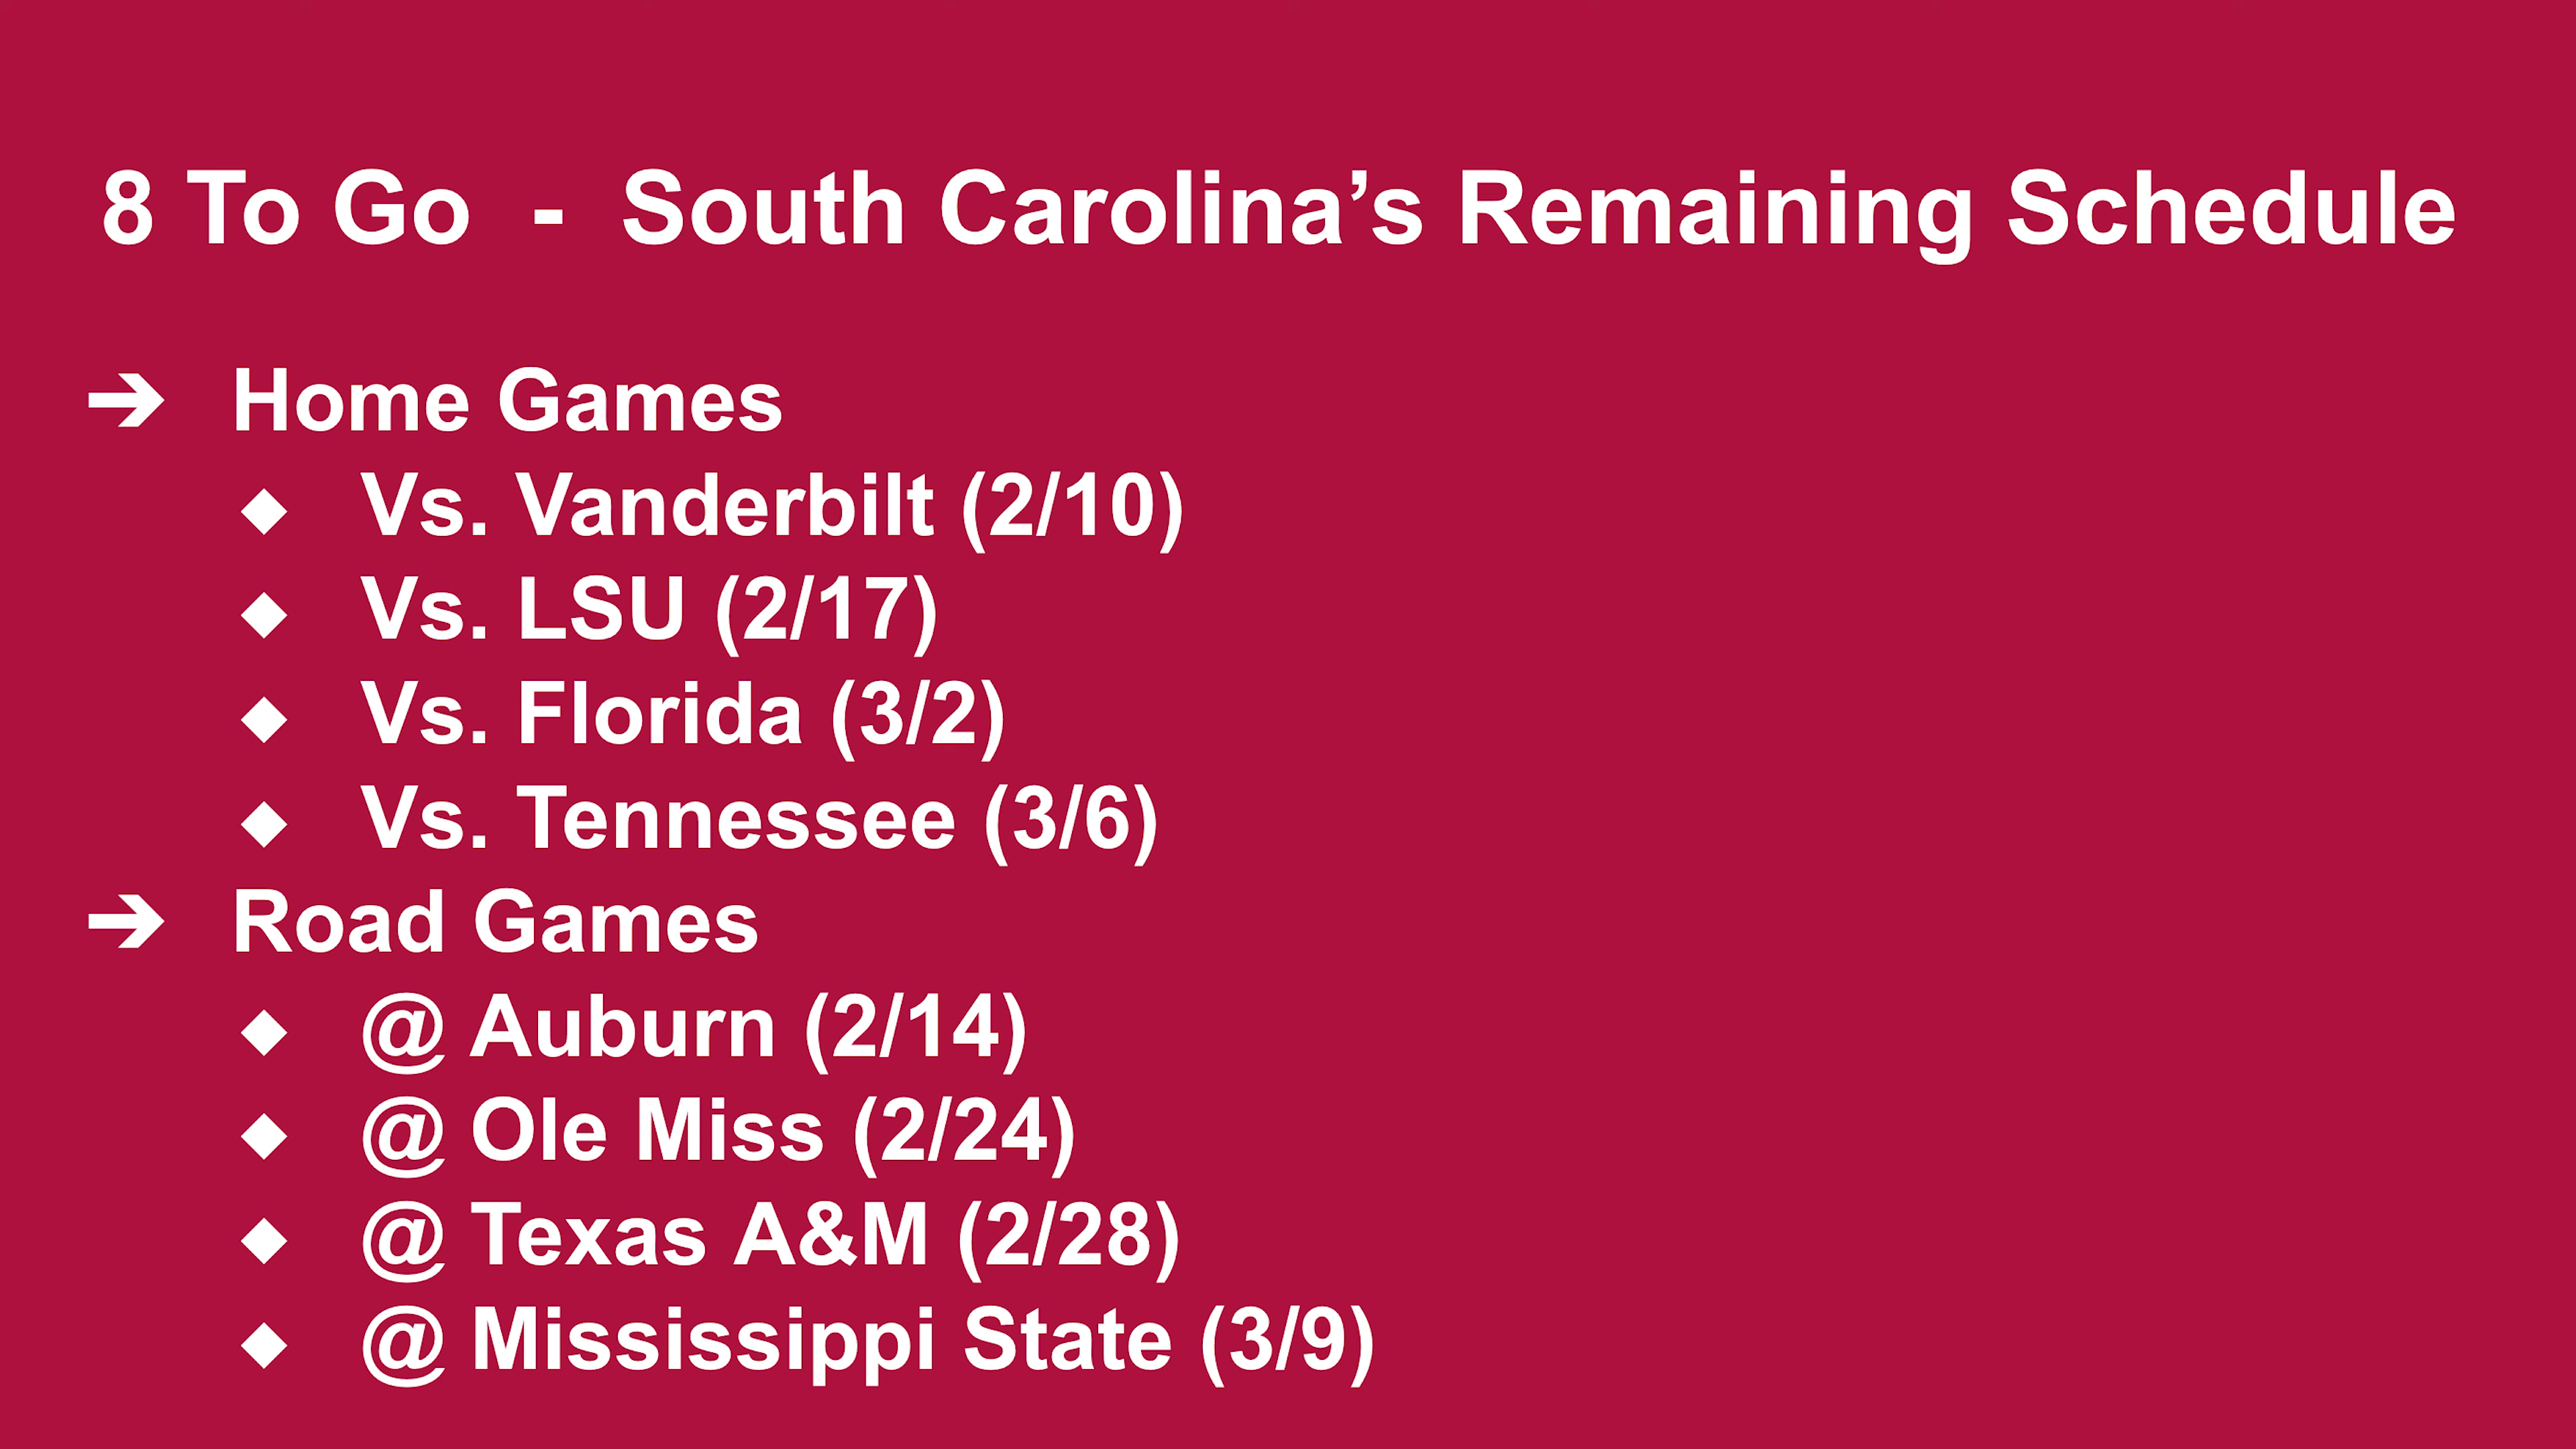 8 To Go - South Carolina’s Remaining Schedule
➔ Home Games
◆ Vs. Vanderbilt (2/10)
◆ Vs. LSU (2/17)
◆ Vs. Florida (3/2)
◆ Vs. Tennessee (3/6)
➔ Road Games
◆ @ Auburn (2/14)
◆ @ Ole Miss (2/24)
◆ @ Texas A&M (2/28)
◆ @ Mississippi State (3/9)